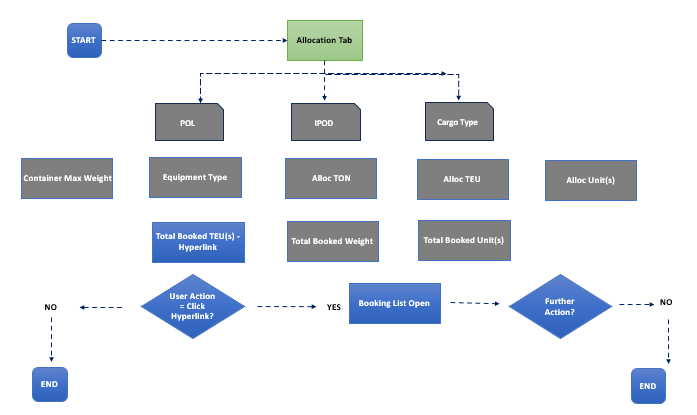 START
Allocation Tab
POL
IPOD
Cargo Type
Container Max Weight
Equipment Type
Alloc TON
Alloc TEU
Alloc Unit(s)
Total Booked TEU(s) -
Hyperlink
Total Booked Weight
Total Booked Unit(s)
User Action
= Click
Hyperlink?
NO
YES
Booking List Open
Further
Action?
NO
END
END